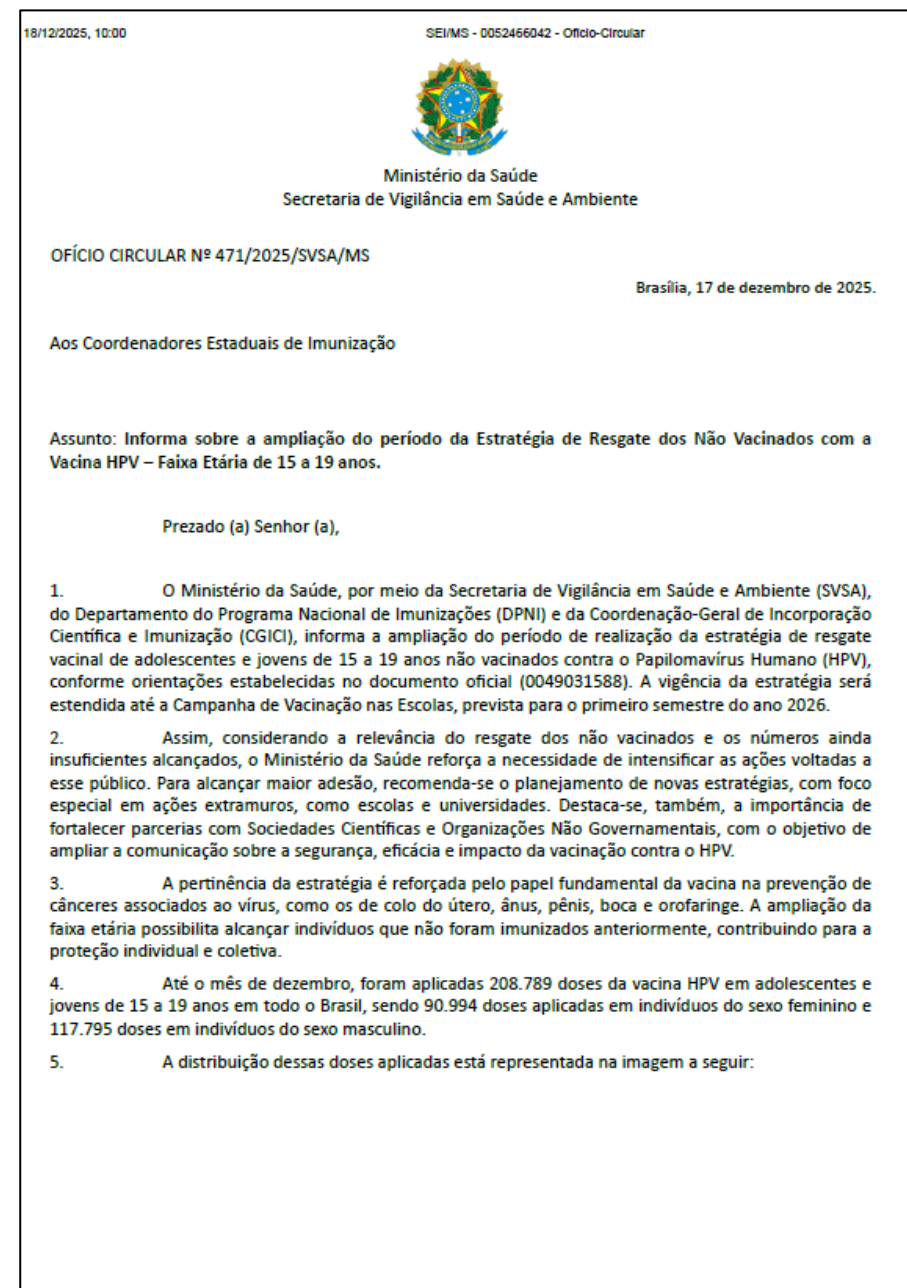 18/12/2025, 10:00
SEI/MS - 0052466042 - Ofício-Circular
Ministério da Saúde
Secretaria de Vigilância em Saúde e Ambiente
OFÍCIO CIRCULAR Nº 471/2025/SVSA/MS
Brasília, 17 de dezembro de 2025.
Aos Coordenadores Estaduais de Imunização
Assunto: Informa sobre a ampliação do período da Estratégia de Resgate dos Não Vacinados com a
Vacina HPV – Faixa Etária de 15 a 19 anos.
Prezado (a) Senhor (a),
1. O Ministério da Saúde, por meio da Secretaria de Vigilância em Saúde e Ambiente (SVSA),
do Departamento do Programa Nacional de Imunizações (DPNI) e da Coordenação-Geral de Incorporação
Científica e Imunização (CGICI), informa a ampliação do período de realização da estratégia de resgate
vacinal de adolescentes e jovens de 15 a 19 anos não vacinados contra o Papilomavírus Humano (HPV),
conforme orientações estabelecidas no documento oficial (0049031588). A vigência da estratégia será
estendida até a Campanha de Vacinação nas Escolas, prevista para o primeiro semestre do ano 2026.
2. Assim, considerando a relevância do resgate dos não vacinados e os números ainda
insuficientes alcançados, o Ministério da Saúde reforça a necessidade de intensificar as ações voltadas a
esse público. Para alcançar maior adesão, recomenda-se o planejamento de novas estratégias, com foco
especial em ações extramuros, como escolas e universidades. Destaca-se, também, a importância de
fortalecer parcerias com Sociedades Científicas e Organizações Não Governamentais, com o objetivo de
ampliar a comunicação sobre a segurança, eficácia e impacto da vacinação contra o HPV.
3. A pertinência da estratégia é reforçada pelo papel fundamental da vacina na prevenção de
cânceres associados ao vírus, como os de colo do útero, ânus, pênis, boca e orofaringe. A ampliação da
faixa etária possibilita alcançar indivíduos que não foram imunizados anteriormente, contribuindo para a
proteção individual e coletiva.
4. Até o mês de dezembro, foram aplicadas 208.789 doses da vacina HPV em adolescentes e
jovens de 15 a 19 anos em todo o Brasil, sendo 90.994 doses aplicadas em indivíduos do sexo feminino e
117.795 doses em indivíduos do sexo masculino.
5. A distribuição dessas doses aplicadas está representada na imagem a seguir: